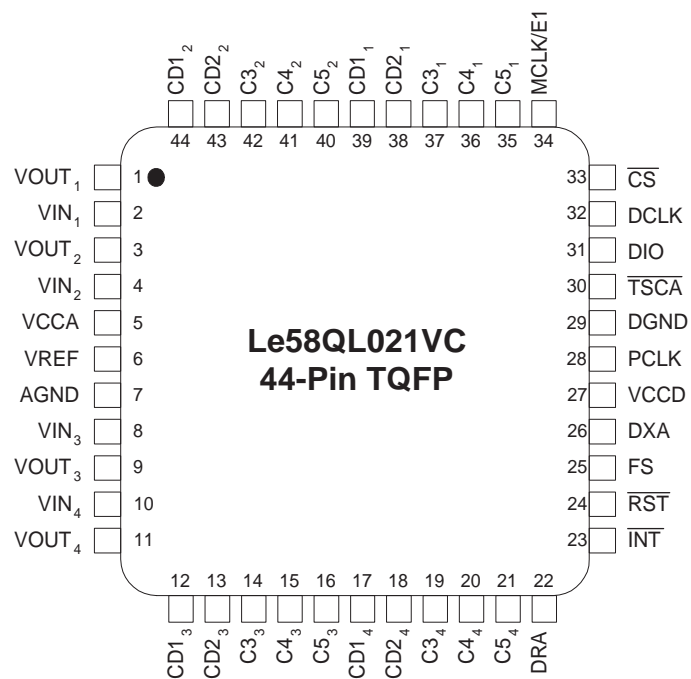 CD1₂ CD2₂ C3₂ C4₂ C5₂ CD1₁ CD2₁ C3₁ C4₁ C5₁ MCLK/E1
44 43 42 41 40 39 38 37 36 35 34
VOUT₁ 1 33 C̅S̅
VIN₁ 2 32 DCLK
VOUT₂ 3 31 DIO
VIN₂ 4 30 T̅S̅C̅A̅
VCCA 5 29 DGND
VREF 6 28 PCLK
AGND 7 27 VCCD
VIN₃ 8 26 DXA
VOUT₃ 9 25 FS
VIN₄ 10 24 R̅S̅T̅
VOUT₄ 11 23 I̅N̅T̅
Le58QL021VC
44-Pin TQFP
12 13 14 15 16 17 18 19 20 21 22
CD1₃ CD2₃ C3₃ C4₃ C5₃ CD1₄ CD2₄ C3₄ C4₄ C5₄ DRA